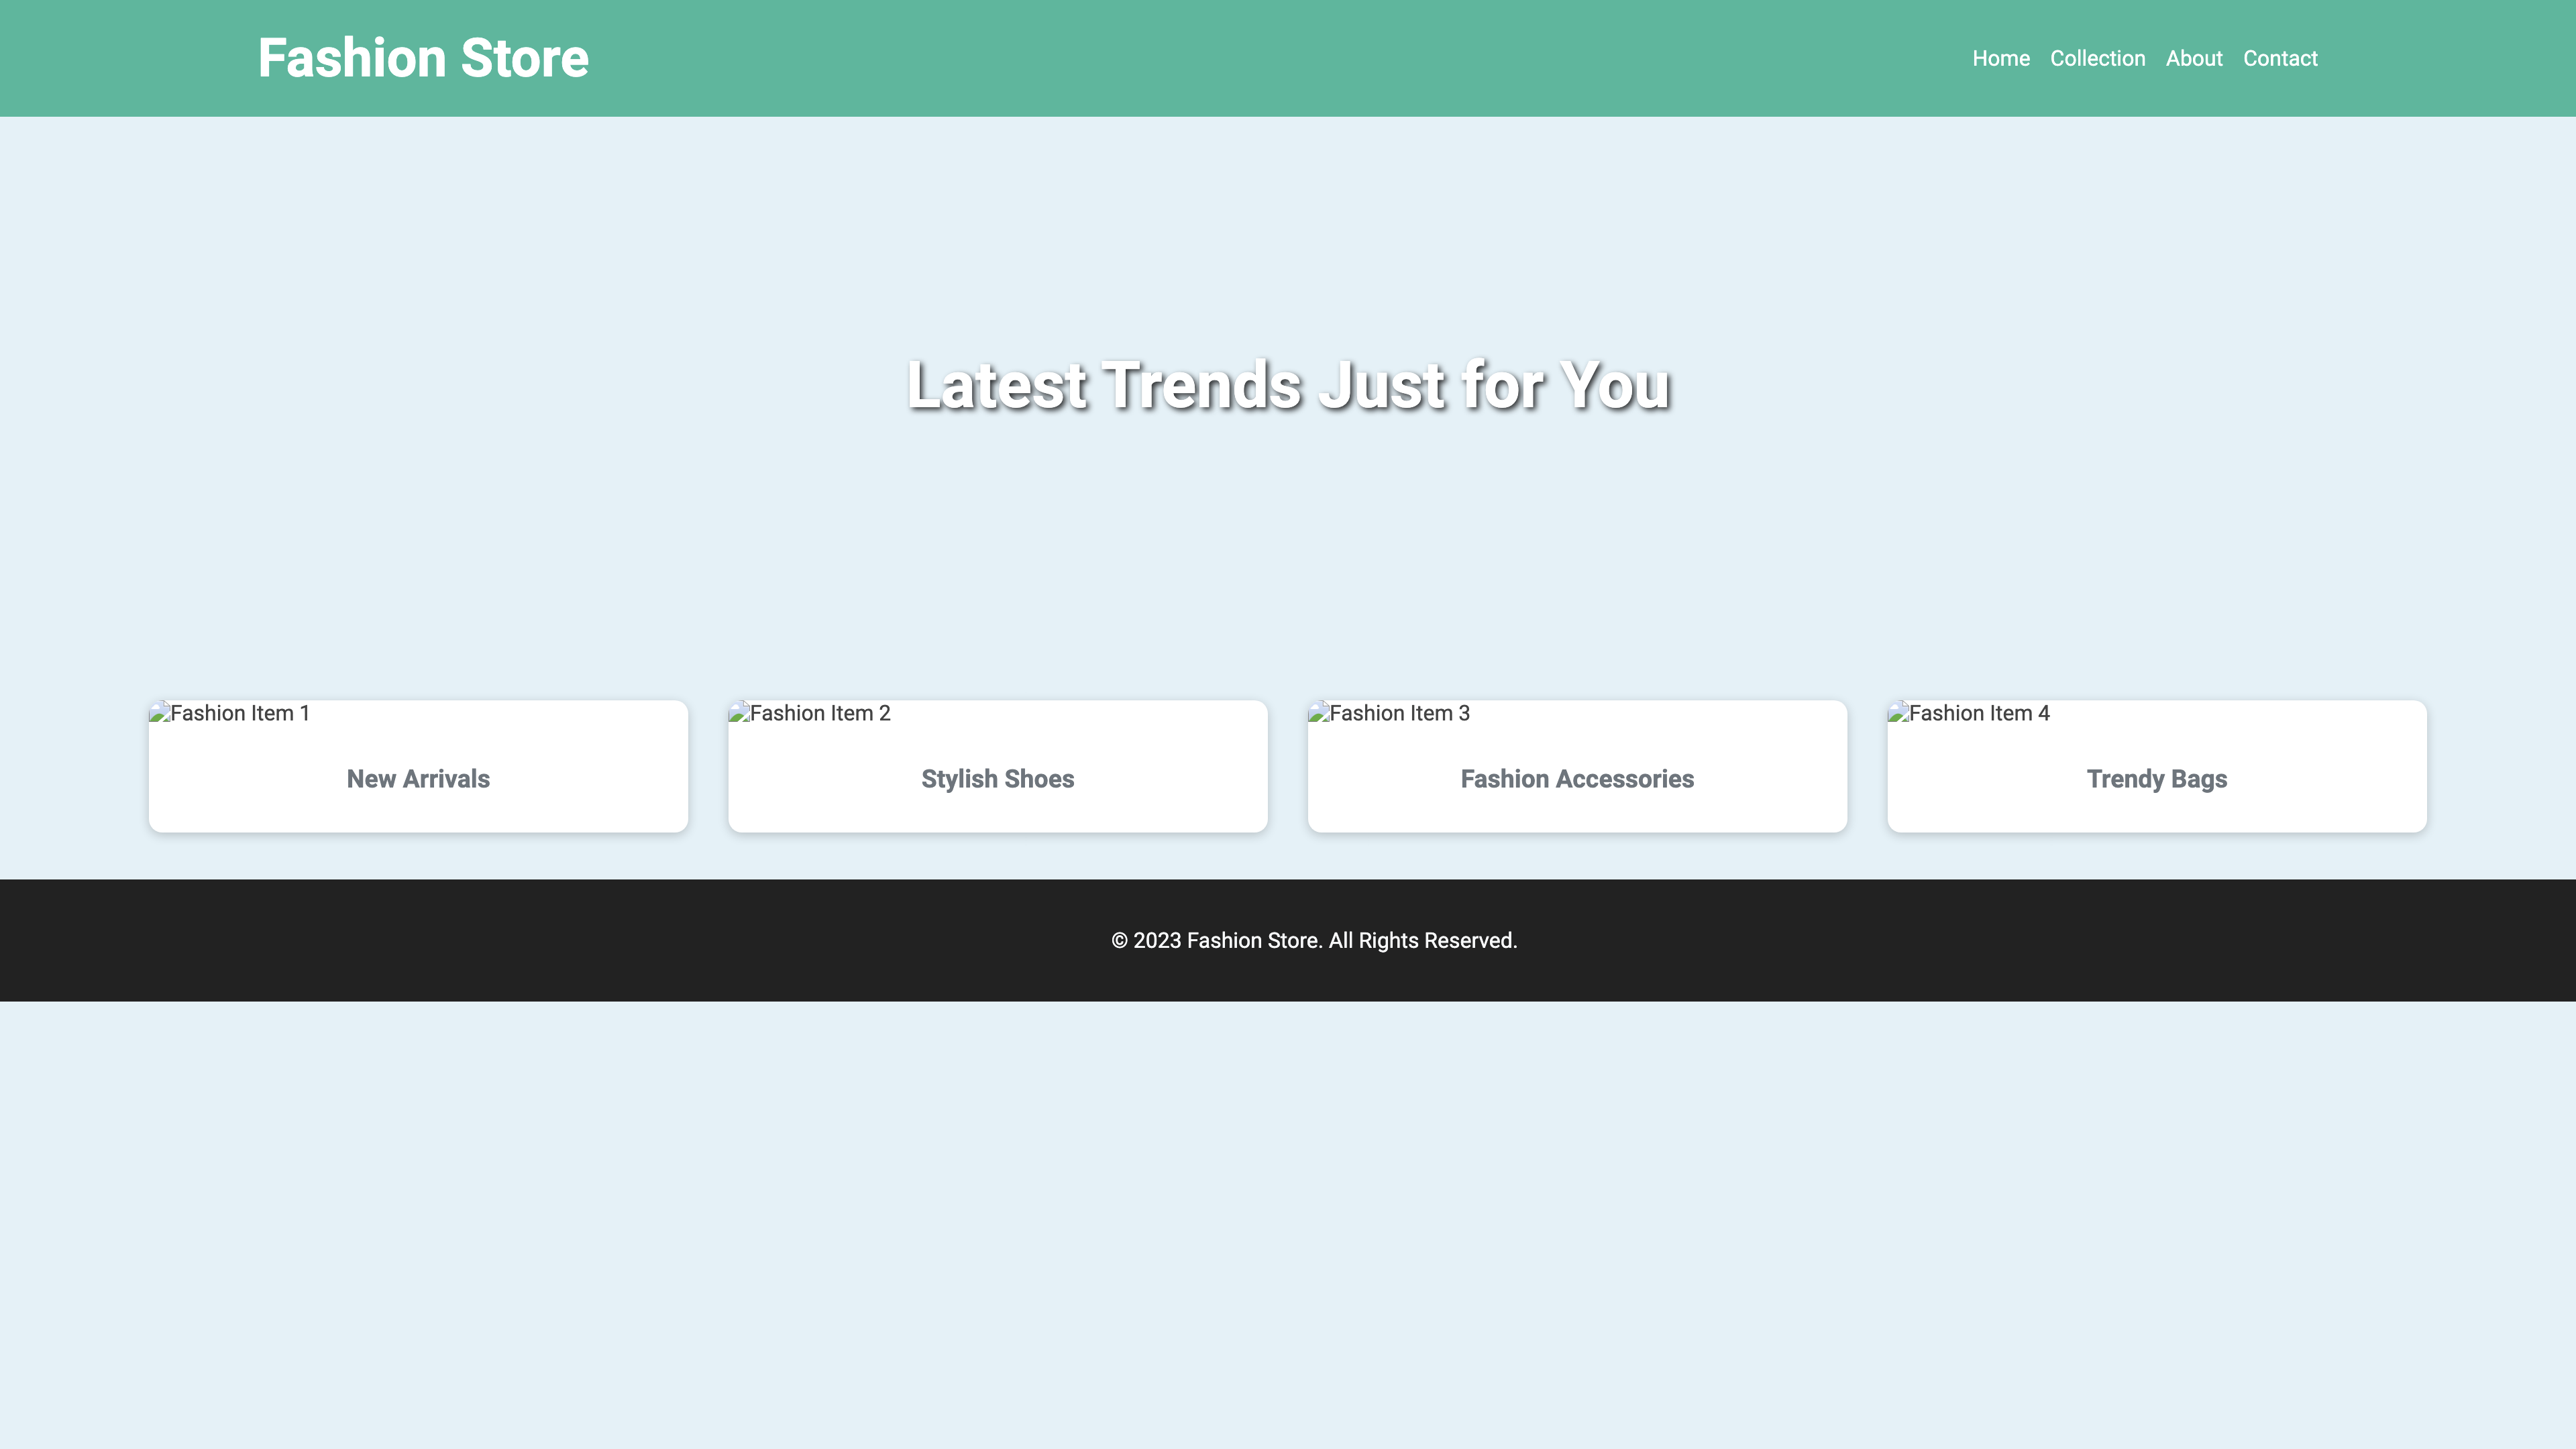 Fashion Store
Home Collection About Contact
Latest Trends Just for You
Fashion Item 1
New Arrivals
Fashion Item 2
Stylish Shoes
Fashion Item 3
Fashion Accessories
Fashion Item 4
Trendy Bags
© 2023 Fashion Store. All Rights Reserved.